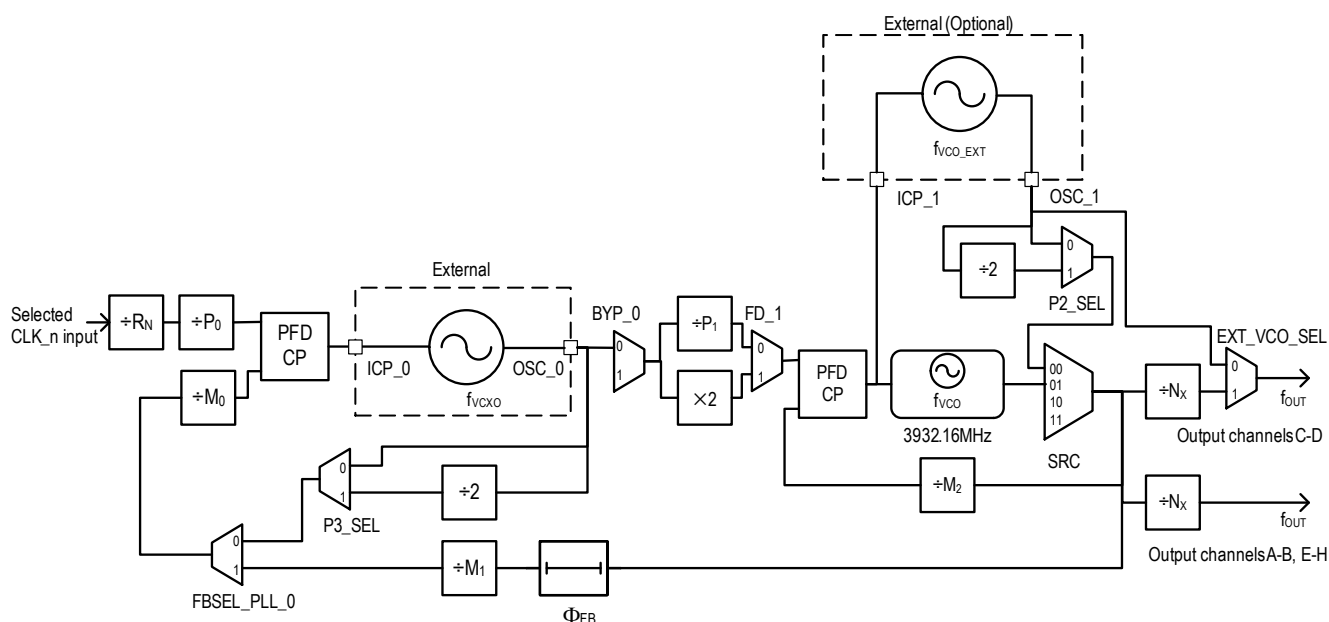 External (Optional)
fVCO_EXT
ICP_1
OSC_1
0
1
÷2
P2_SEL
External
Selected
CLK_n input
÷RN
÷P0
PFD
CP
ICP_0
OSC_0
fVCXO
÷M0
BYP_0
0
1
÷P1
×2
FD_1
0
1
PFD
CP
fVCO
3932.16MHz
00
01
10
11
SRC
÷NX
EXT_VCO_SEL
0
1
fOUT
Output channels C-D
÷M2
÷NX
fOUT
Output channels A-B, E-H
0
1
P3_SEL
÷2
0
1
FBSEL_PLL_0
÷M1
ΦFB